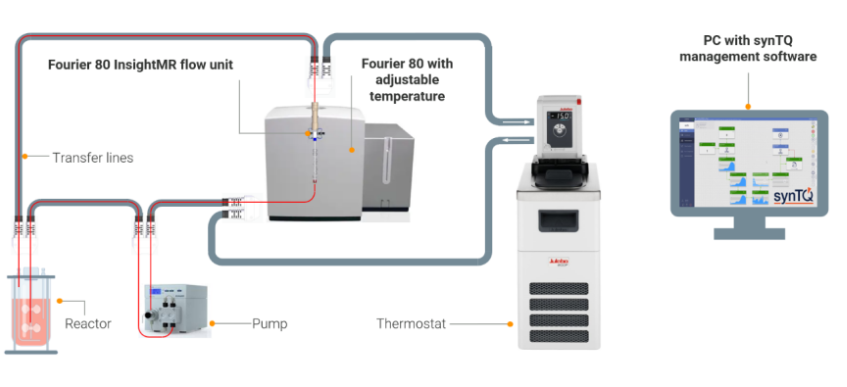 PC with synTQ
management software
Fourier 80 InsightMR flow unit
Fourier 80 with
adjustable
temperature
Transfer lines
synTQ
Julabo
Reactor
Pump
Thermostat